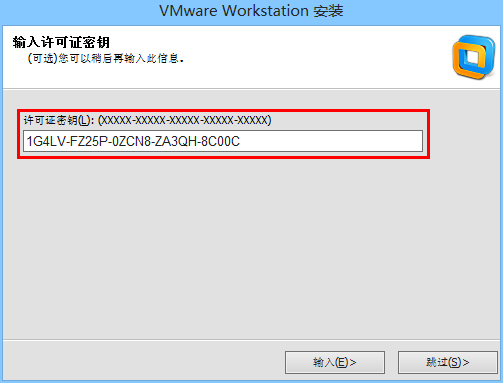 VMware Workstation 安装
输入许可证密钥
(可选)您可以稍后再输入此信息。
许可证密钥(L): (XXXXX-XXXXX-XXXXX-XXXXX-XXXXX)
1G4LV-FZ25P-0ZCN8-ZA3QH-8C00C
输入(E)>
跳过(S)>